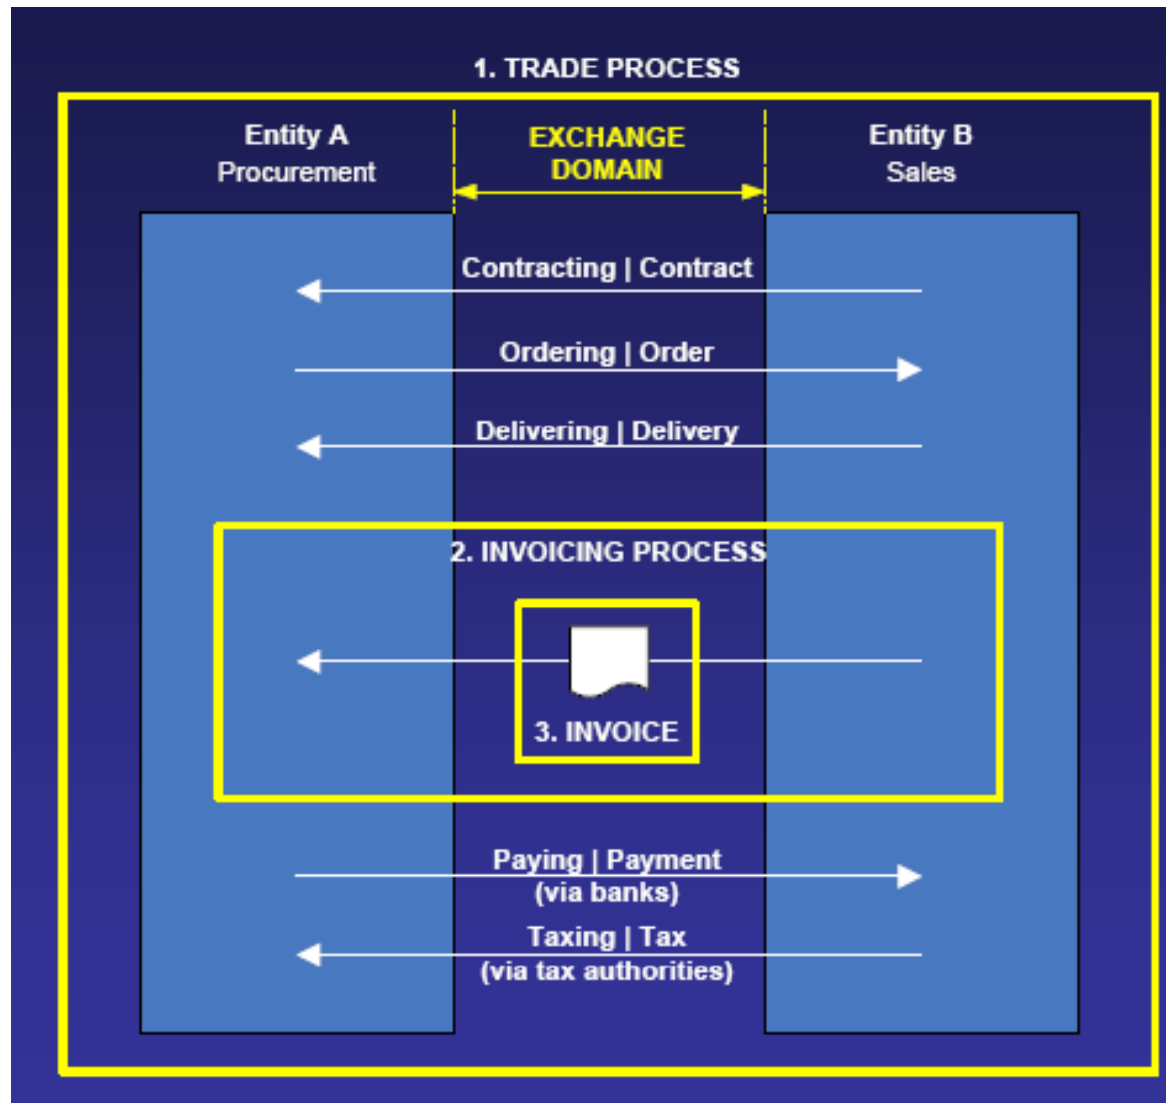 1. TRADE PROCESS
Entity A
Procurement
EXCHANGE
DOMAIN
Entity B
Sales
Contracting | Contract
Ordering | Order
Delivering | Delivery
2. INVOICING PROCESS
3. INVOICE
Paying | Payment
(via banks)
Taxing | Tax
(via tax authorities)